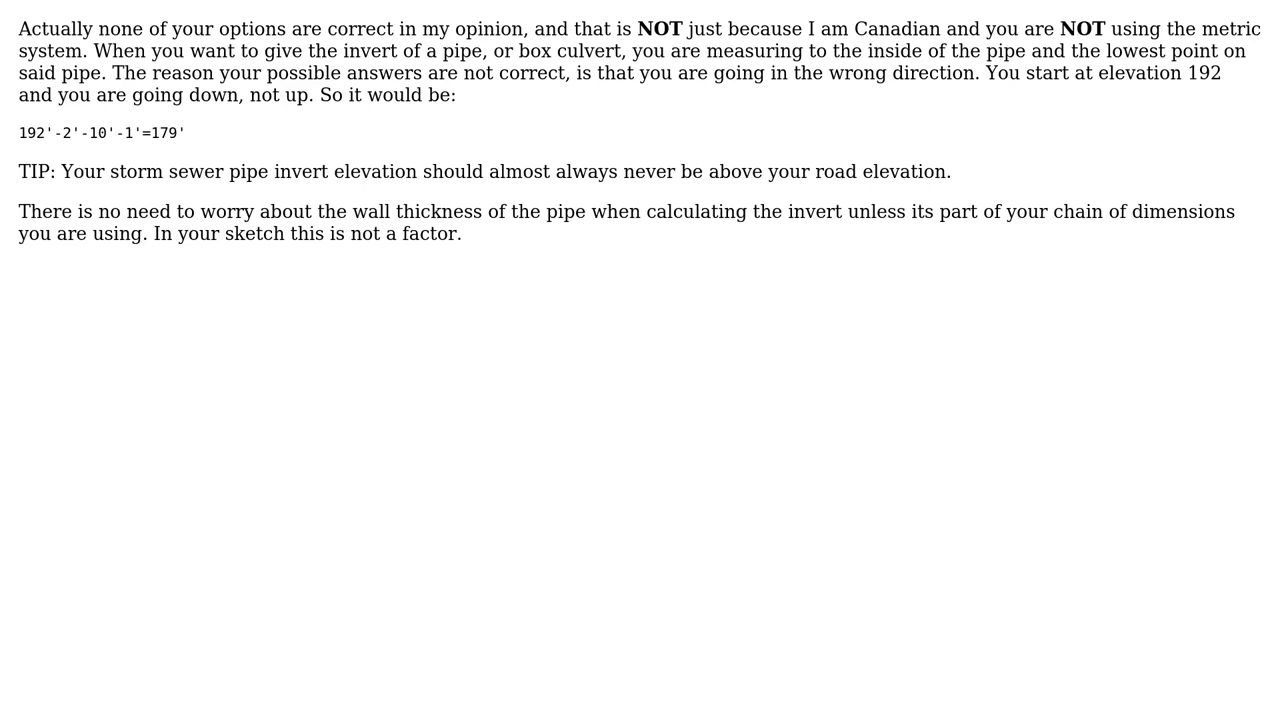 Actually none of your options are correct in my opinion, and that is NOT just because I am Canadian and you are NOT using the metric
system. When you want to give the invert of a pipe, or box culvert, you are measuring to the inside of the pipe and the lowest point on
said pipe. The reason your possible answers are not correct, is that you are going in the wrong direction. You start at elevation 192
and you are going down, not up. So it would be:
192'-2'-10'-1'=179'
TIP: Your storm sewer pipe invert elevation should almost always never be above your road elevation.
There is no need to worry about the wall thickness of the pipe when calculating the invert unless its part of your chain of dimensions
you are using. In your sketch this is not a factor.